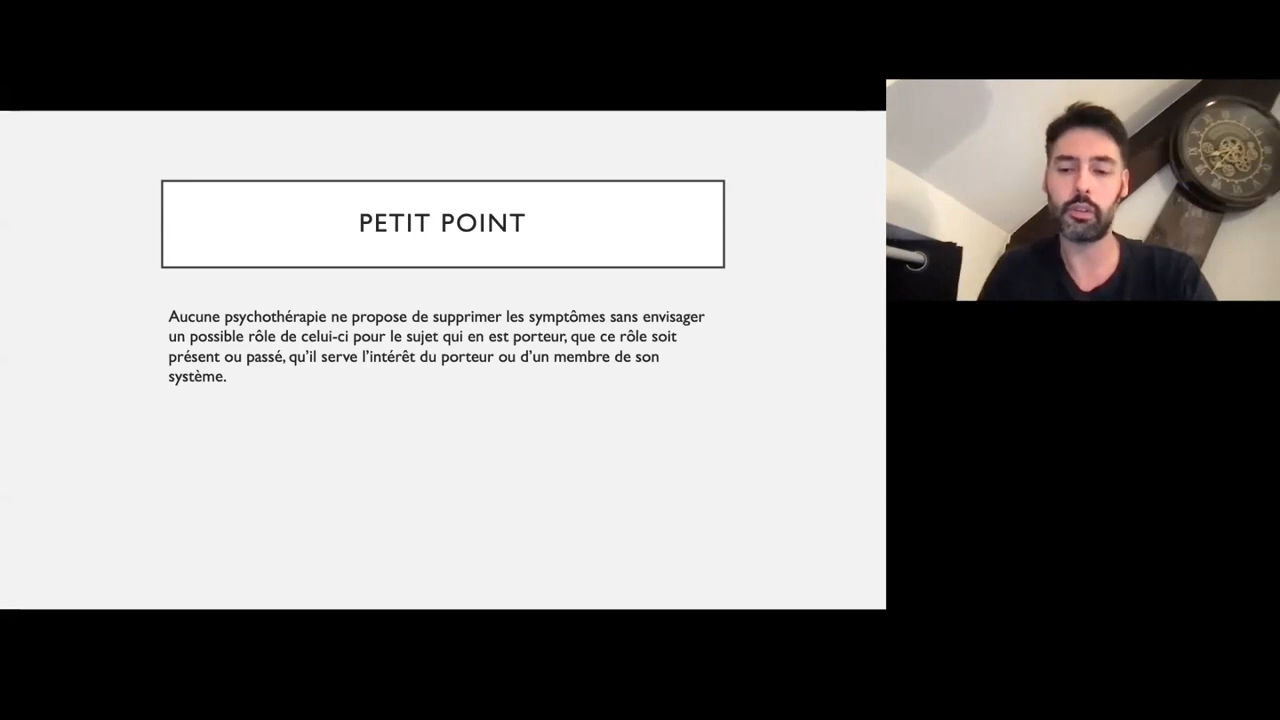 PETIT POINT
Aucune psychothérapie ne propose de supprimer les symptômes sans envisager
un possible rôle de celui-ci pour le sujet qui en est porteur, que ce rôle soit
présent ou passé, qu'il serve l'intérêt du porteur ou d'un membre de son
système.